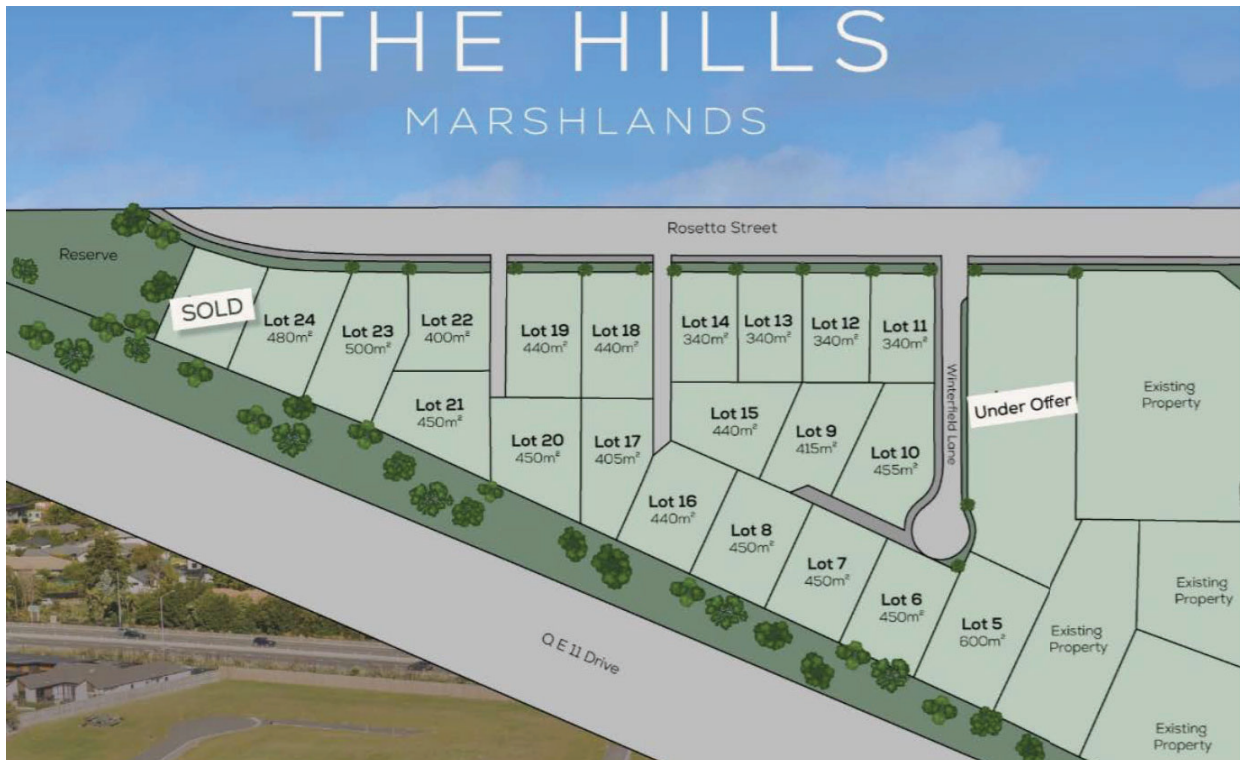 THE HILLS
MARSHLANDS
Rosetta Street
Reserve
SOLD
Lot 24
480m²
Lot 23
500m²
Lot 22
400m²
Lot 19
440m²
Lot 18
440m²
Lot 14
340m²
Lot 13
340m²
Lot 12
340m²
Lot 11
340m²
Winterfield Lane
Under Offer
Existing
Property
Lot 21
450m²
Lot 20
450m²
Lot 17
405m²
Lot 15
440m²
Lot 9
415m²
Lot 10
455m²
Lot 16
440m²
Lot 8
450m²
Lot 7
450m²
Lot 6
450m²
Lot 5
600m²
Existing
Property
Existing
Property
Existing
Property
Q E 11 Drive